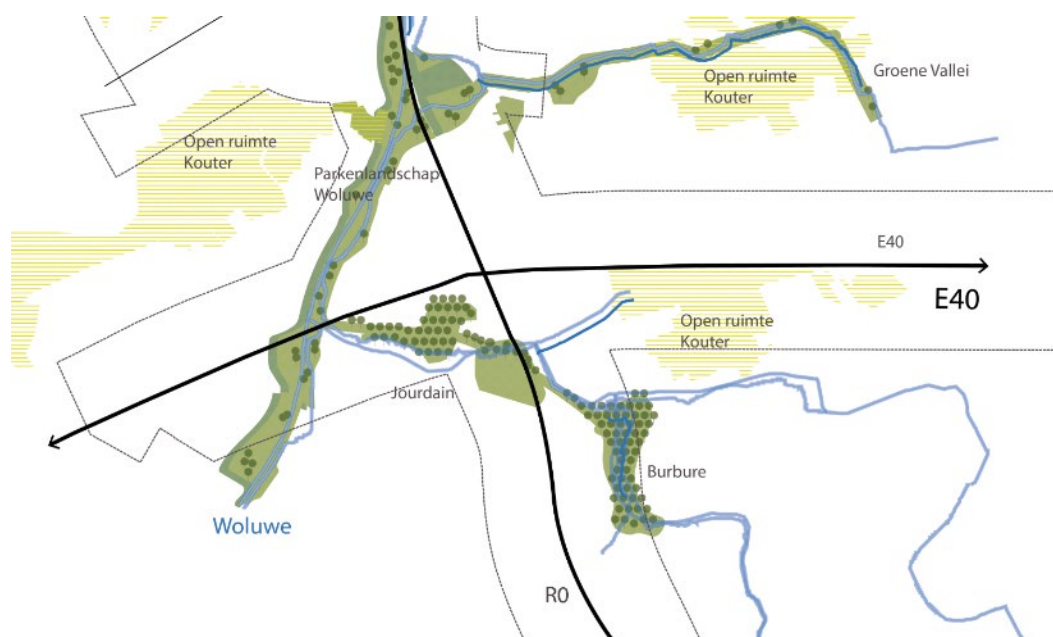 Groene Vallei
Open ruimte
Kouter
Open ruimte
Kouter
Parkenlandschap
Woluwe
E40
E40
Open ruimte
Kouter
Jourdain
Burbure
Woluwe
R0